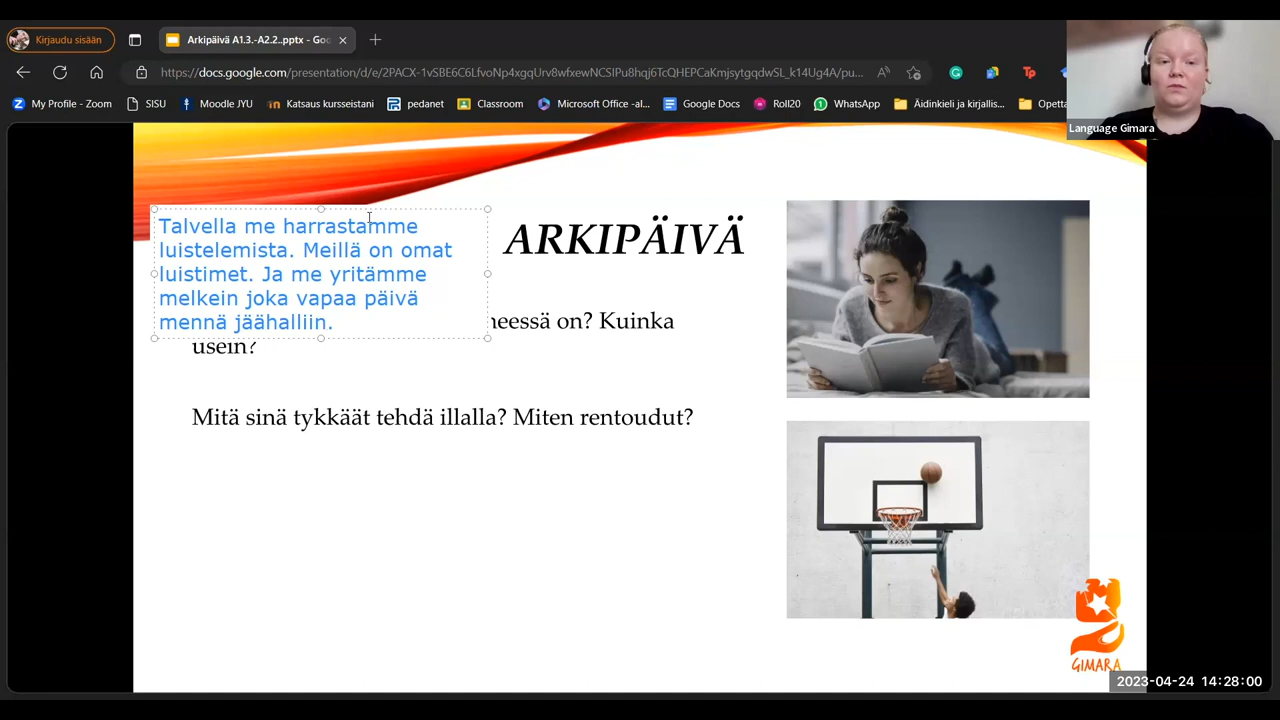 Kirjaudu sisään
Arkipäivä A1.3.-A2.2..pptx - Goo
https://docs.google.com/presentation/d/e/2PACX-1vSBE6C6LfvoNp4xgqUrv8wfxewNCSIPu8hqj6TcQHEPCaKmjsytgqdwSL_k14Ug4A/pu...
My Profile - Zoom
SISU
Moodle JYU
Katsaus kursseistani
pedanet
Classroom
Microsoft Office -al...
Google Docs
Roll20
WhatsApp
Äidinkieli ja kirjallis...
Opetta
Language Gimara
Talvella me harrastamme
luistelemista. Meillä on omat
luistimet. Ja me yritämme
melkein joka vapaa päivä
mennä jäähalliin.
ARKIPÄIVÄ
heessä on? Kuinka
usein?
Mitä sinä tykkäät tehdä illalla? Miten rentoudut?
GIMARA
2023-04-24 14:28:00